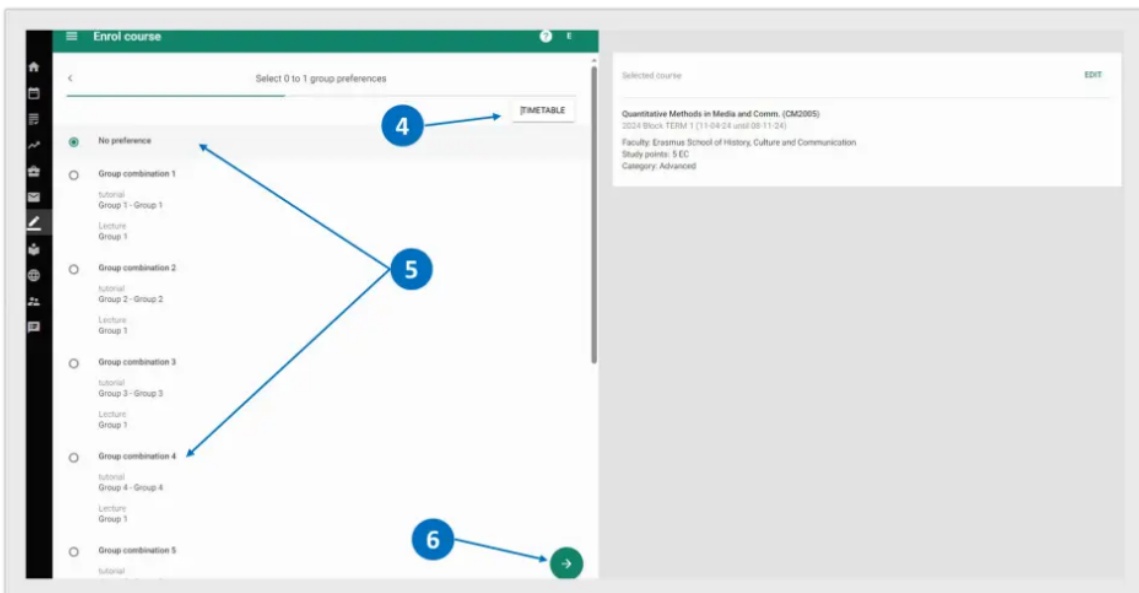 Enrol course
? E
Select 0 to 1 group preferences
TIMETABLE
4
No preference
Group combination 1
tutorial
Group 1 - Group 1
Lecture
Group 1
5
Group combination 2
tutorial
Group 2 - Group 2
Lecture
Group 1
Group combination 3
tutorial
Group 3 - Group 3
Lecture
Group 1
Group combination 4
tutorial
Group 4 - Group 4
Lecture
Group 1
6
Group combination 5
tutorial
Selected course
EDIT
Quantitative Methods in Media and Comm. (CM2005)
2024 Block TERM 1 (11-04-24 until 08-11-24)
Faculty: Erasmus School of History, Culture and Communication
Study points: 5 EC
Category: Advanced